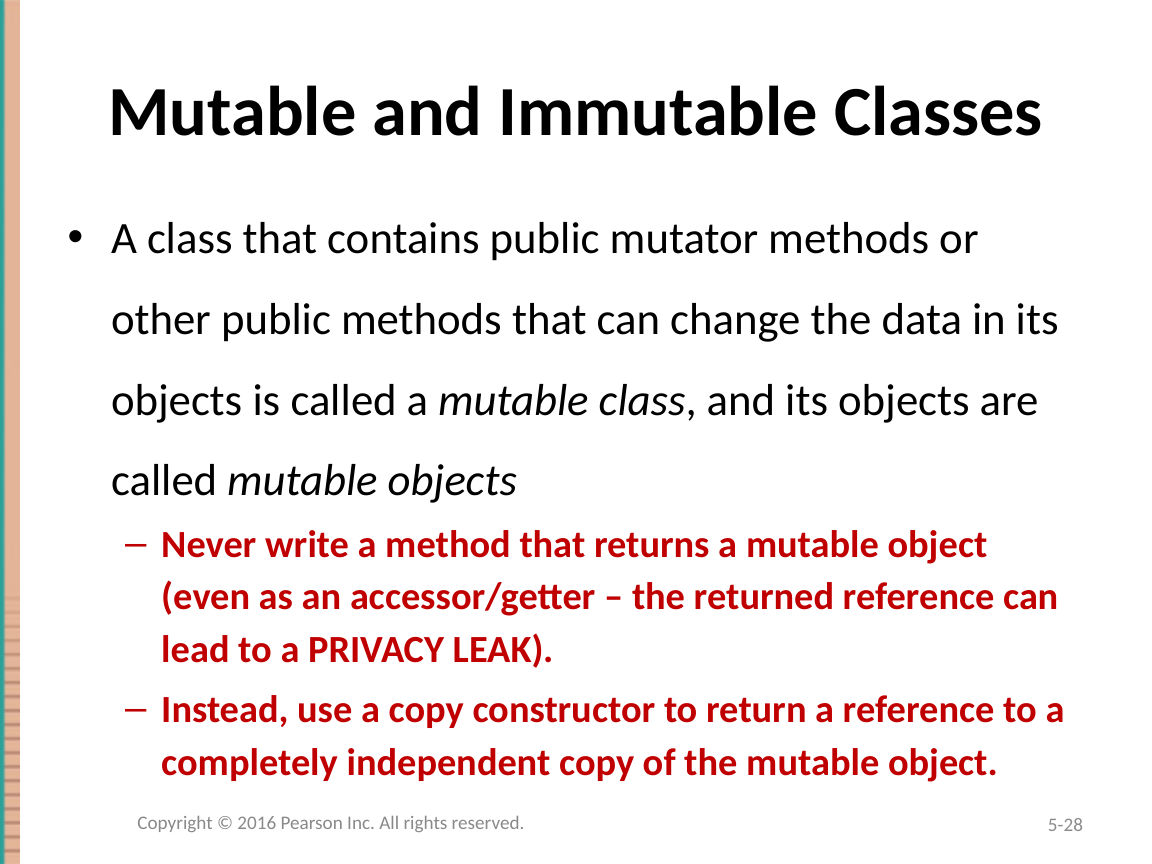 Mutable and Immutable Classes
• A class that contains public mutator methods or
other public methods that can change the data in its
objects is called a mutable class, and its objects are
called mutable objects
– Never write a method that returns a mutable object
(even as an accessor/getter – the returned reference can
lead to a PRIVACY LEAK).
– Instead, use a copy constructor to return a reference to a
completely independent copy of the mutable object.
Copyright © 2016 Pearson Inc. All rights reserved.
5-28